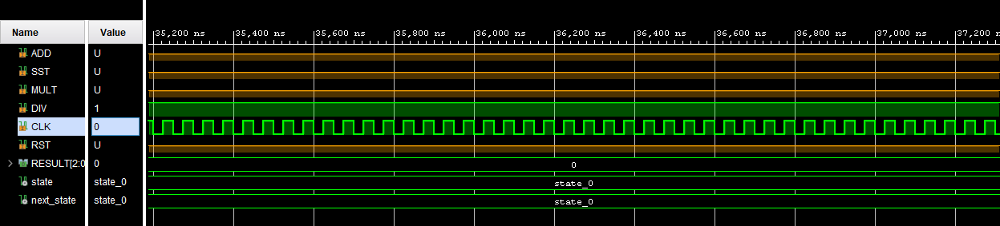 Name Value
35,200 ns 35,400 ns 35,600 ns 35,800 ns 36,000 ns 36,200 ns 36,400 ns 36,600 ns 36,800 ns 37,000 ns 37,200
ADD U
SST U
MULT U
DIV 1
CLK 0
RST U
RESULT[2:0 0 0
state state_0 state_0
next_state state_0 state_0